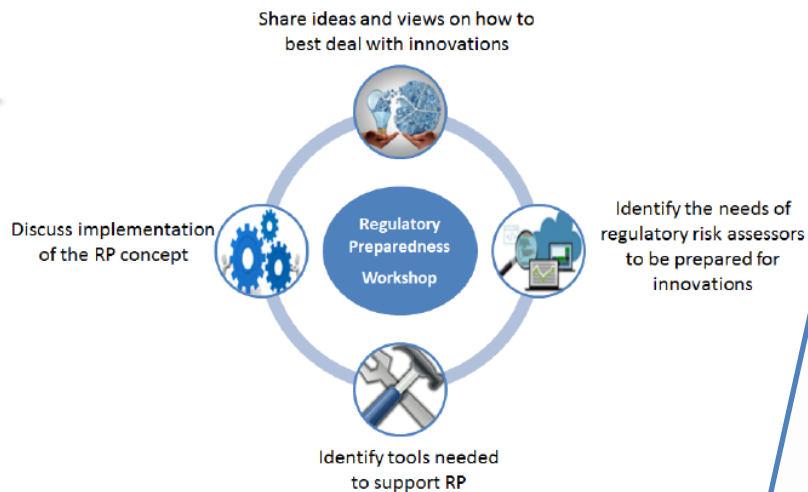 Share ideas and views on how to
best deal with innovations
Discuss implementation
of the RP concept
Regulatory
Preparedness
Workshop
Identify the needs of
regulatory risk assessors
to be prepared for
innovations
Identify tools needed
to support RP